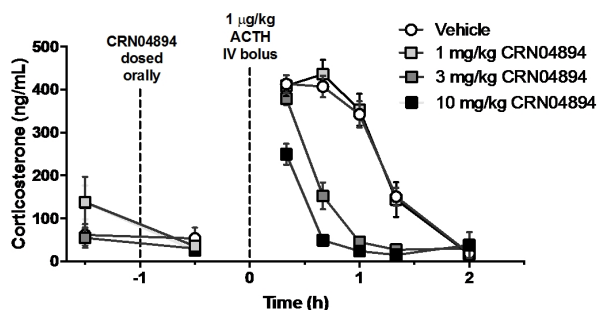 1 μg/kg
ACTH
IV bolus
CRN04894
dosed
orally
Vehicle
1 mg/kg CRN04894
3 mg/kg CRN04894
10 mg/kg CRN04894
Corticosterone (ng/mL)
500
400
300
200
100
0
-1 0 1 2
Time (h)